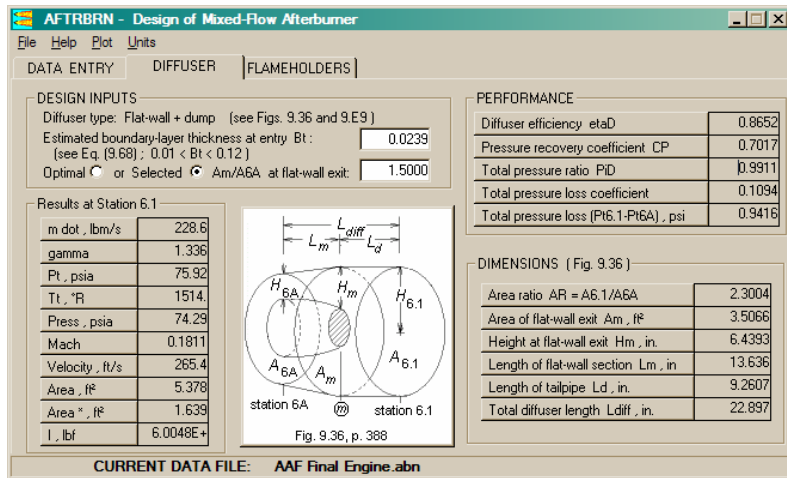 AFTRBRN - Design of Mixed-Flow Afterburner
File Help Plot Units
DATA ENTRY DIFFUSER FLAMEHOLDERS
DESIGN INPUTS
Diffuser type: Flat-wall + dump (see Figs. 9.36 and 9.E9 )
Estimated boundary-layer thickness at entry Bt : 0.0239
(see Eq. (9.68) ; 0.01 < Bt < 0.12 )
Optimal or Selected Am/A6A at flat-wall exit: 1.5000
Results at Station 6.1
m dot , lbm/s 228.6
gamma 1.336
Pt , psia 75.92
Tt , °R 1514.
Press , psia 74.29
Mach 0.1811
Velocity , ft/s 265.4
Area , ft² 5.378
Area * , ft² 1.639
I , lbf 6.0048E+
L diff
L m L d
H 6A H m H 6.1
A 6A A m A 6.1
station 6A m station 6.1
Fig. 9.36, p. 388
PERFORMANCE
Diffuser efficiency etaD 0.8652
Pressure recovery coefficient CP 0.7017
Total pressure ratio PiD 0.9911
Total pressure loss coefficient 0.1094
Total pressure loss (Pt6.1-Pt6A) , psi 0.9416
DIMENSIONS ( Fig. 9.36 )
Area ratio AR = A6.1/A6A 2.3004
Area of flat-wall exit Am , ft² 3.5066
Height at flat-wall exit Hm , in. 6.4393
Length of flat-wall section Lm , in 13.636
Length of tailpipe Ld , in. 9.2607
Total diffuser length Ldiff , in. 22.897
CURRENT DATA FILE: AAF Final Engine.abn